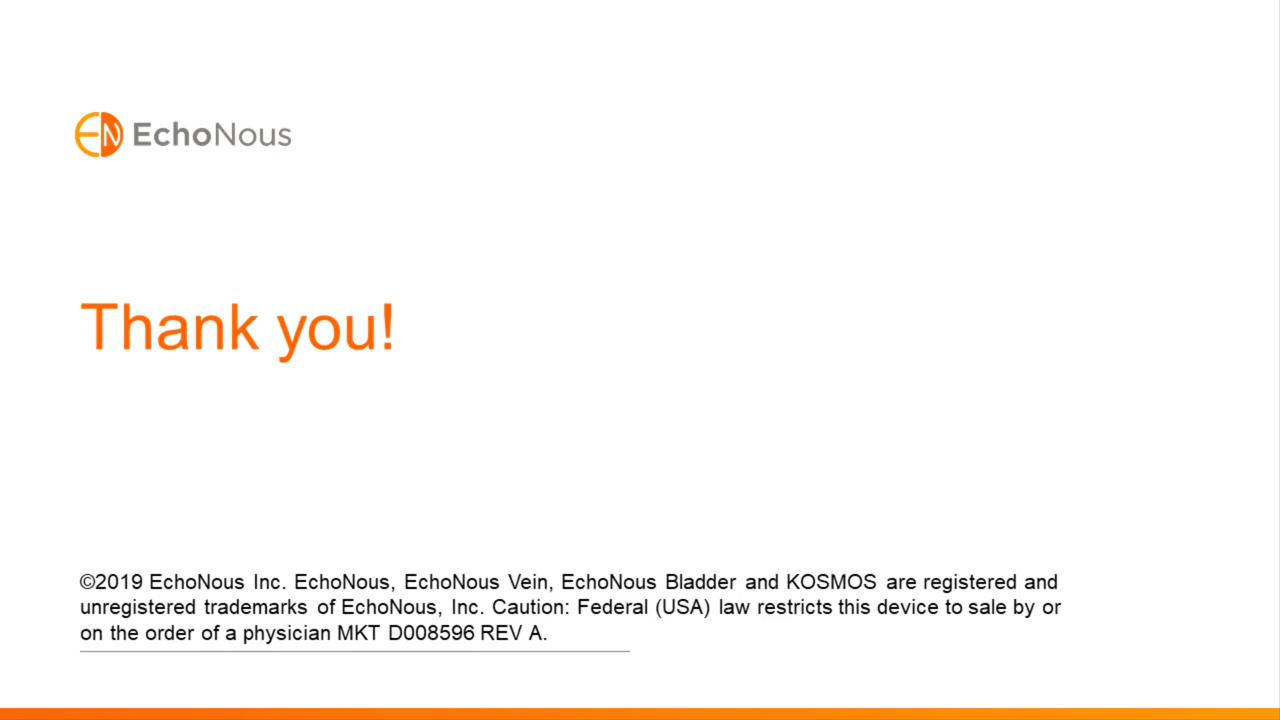 EN EchoNous
Thank you!
©2019 EchoNous Inc. EchoNous, EchoNous Vein, EchoNous Bladder and KOSMOS are registered and
unregistered trademarks of EchoNous, Inc. Caution: Federal (USA) law restricts this device to sale by or
on the order of a physician MKT D008596 REV A.